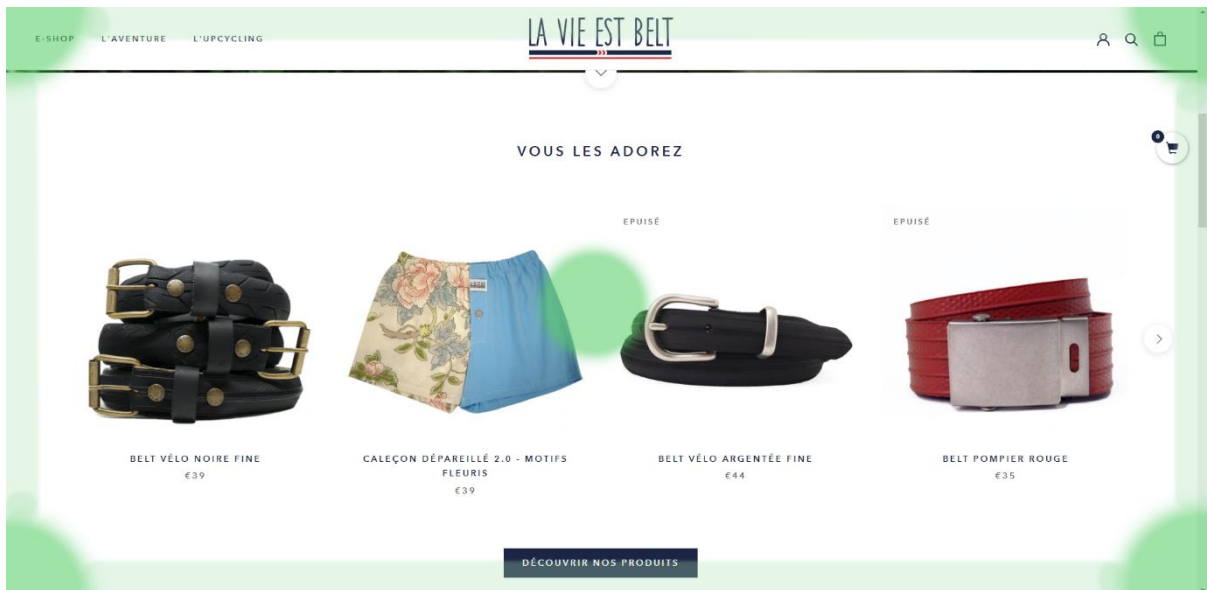 E-SHOP L'AVENTURE L'UPCYCLING
LA VIE EST BELT
0
VOUS LES ADOREZ
EPUISÉ
EPUISÉ
BELT VÉLO NOIRE FINE
€39
CALEÇON DÉPAREILLÉ 2.0 - MOTIFS
FLEURIS
€39
BELT VÉLO ARGENTÉE FINE
€44
BELT POMPIER ROUGE
€35
DÉCOUVRIR NOS PRODUITS